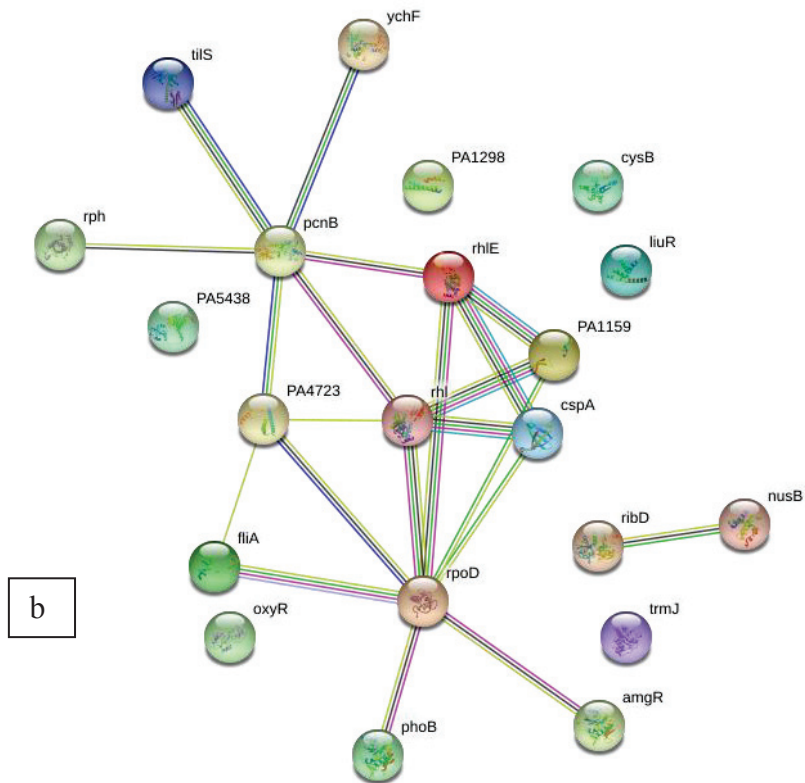 ychF
tilS
PA1298
cysB
rph
pcnB
rhlE
liuR
PA5438
PA1159
PA4723
rhl
cspA
nusB
ribD
fliA
rpoD
b
oxyR
trmJ
amgR
phoB